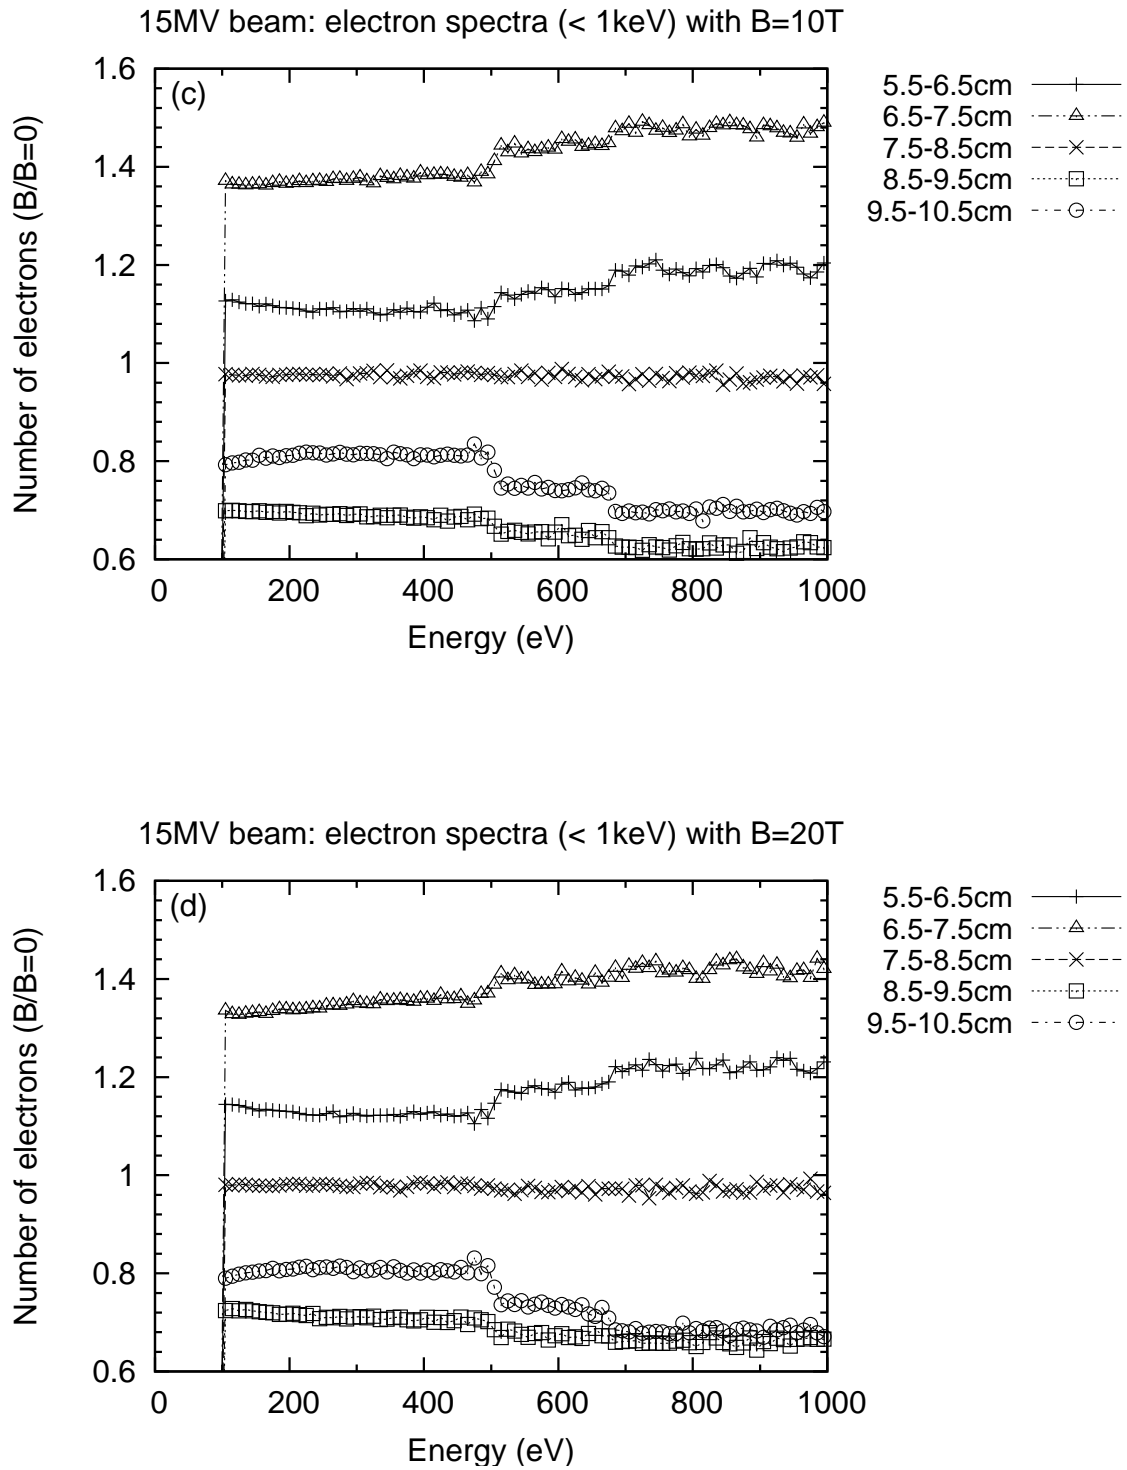 15MV beam: electron spectra (< 1keV) with B=10T
1.6
1.4
1.2
1
0.8
0.6
Number of electrons (B/B=0)
(c)
5.5-6.5cm
6.5-7.5cm
7.5-8.5cm
8.5-9.5cm
9.5-10.5cm
0 200 400 600 800 1000
Energy (eV)
15MV beam: electron spectra (< 1keV) with B=20T
1.6
1.4
1.2
1
0.8
0.6
Number of electrons (B/B=0)
(d)
5.5-6.5cm
6.5-7.5cm
7.5-8.5cm
8.5-9.5cm
9.5-10.5cm
0 200 400 600 800 1000
Energy (eV)